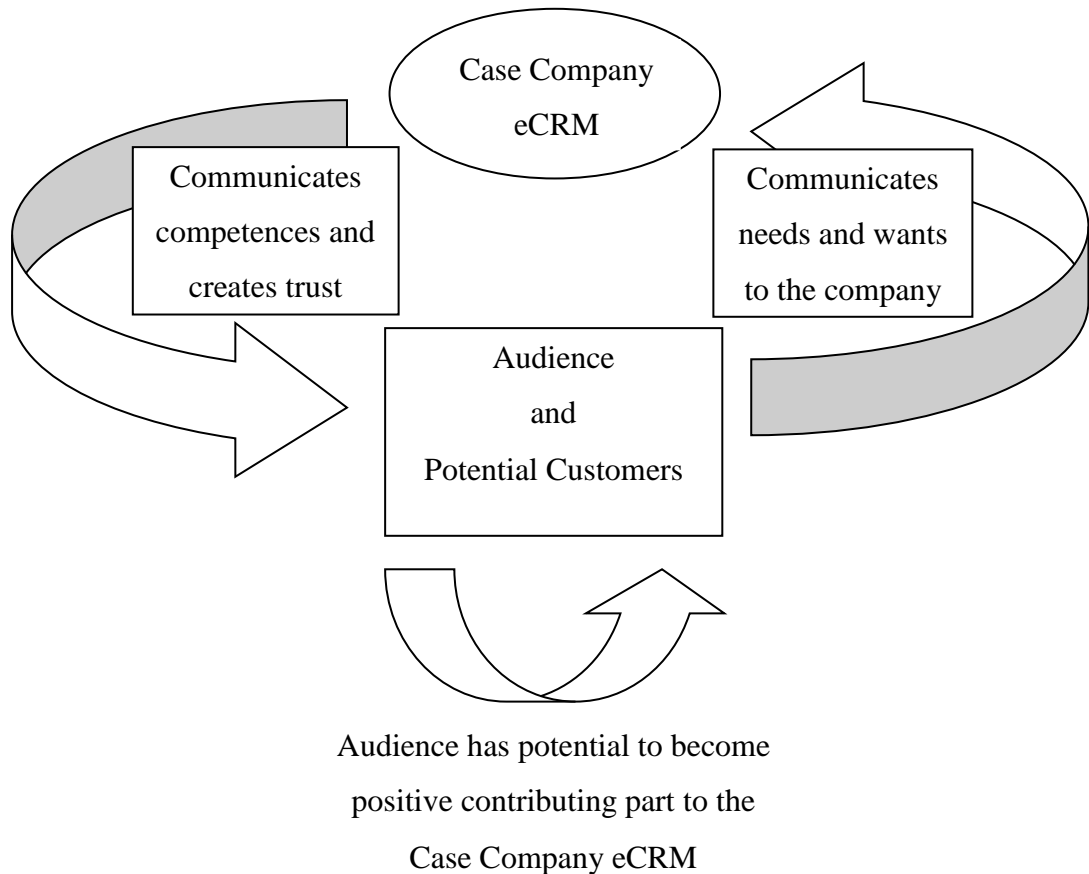 Case Company
eCRM
Communicates
competences and
creates trust
Communicates
needs and wants
to the company
Audience
and
Potential Customers
Audience has potential to become
positive contributing part to the
Case Company eCRM